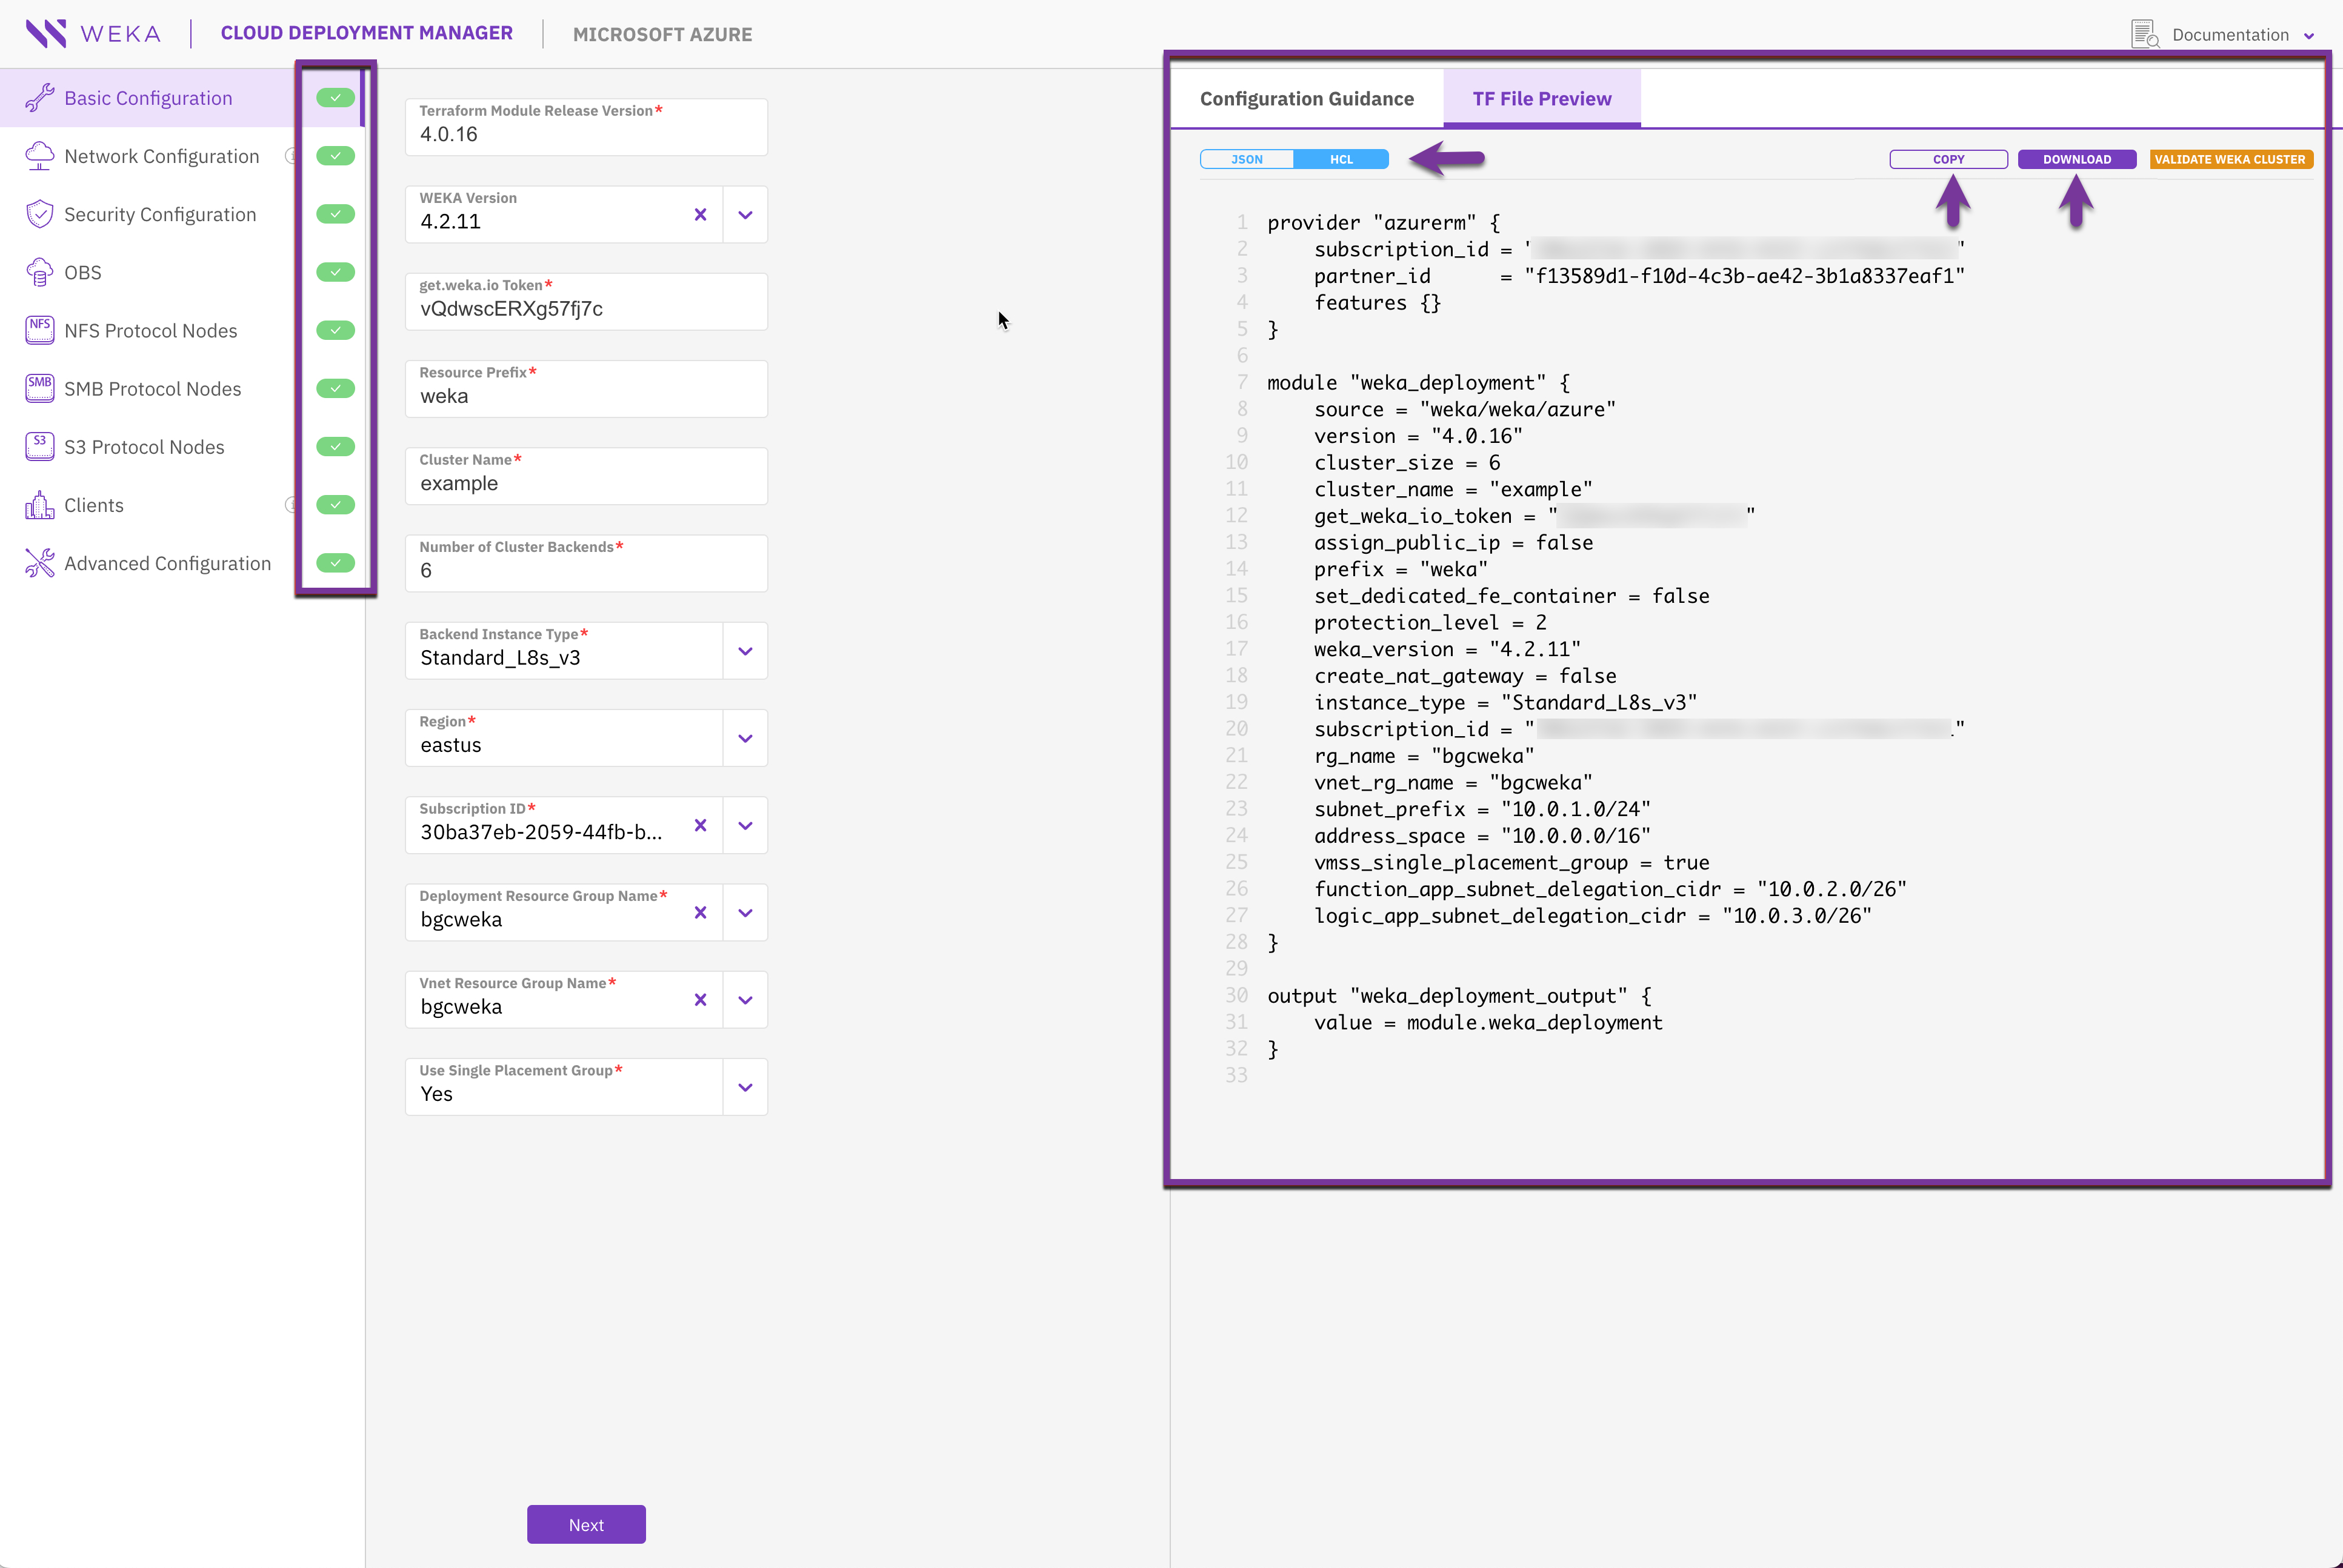 WEKA
CLOUD DEPLOYMENT MANAGER
MICROSOFT AZURE
Documentation
Basic Configuration
Network Configuration
Security Configuration
OBS
NFS
NFS Protocol Nodes
SMB
SMB Protocol Nodes
S3
S3 Protocol Nodes
Clients
Advanced Configuration
Terraform Module Release Version*
4.0.16
WEKA Version
4.2.11
get.weka.io Token*
vQdwscERXg57fj7c
Resource Prefix*
weka
Cluster Name*
example
Number of Cluster Backends*
6
Backend Instance Type*
Standard_L8s_v3
Region*
eastus
Subscription ID*
30ba37eb-2059-44fb-b...
Deployment Resource Group Name*
bgcweka
Vnet Resource Group Name*
bgcweka
Use Single Placement Group*
Yes
Next
Configuration Guidance
TF File Preview
JSON
HCL
COPY
DOWNLOAD
VALIDATE WEKA CLUSTER
1 provider "azurerm" {
2 subscription_id = " "
3 partner_id = "f13589d1-f10d-4c3b-ae42-3b1a8337eaf1"
4 features {}
5 }
6
7 module "weka_deployment" {
8 source = "weka/weka/azure"
9 version = "4.0.16"
10 cluster_size = 6
11 cluster_name = "example"
12 get_weka_io_token = " "
13 assign_public_ip = false
14 prefix = "weka"
15 set_dedicated_fe_container = false
16 protection_level = 2
17 weka_version = "4.2.11"
18 create_nat_gateway = false
19 instance_type = "Standard_L8s_v3"
20 subscription_id = " "
21 rg_name = "bgcweka"
22 vnet_rg_name = "bgcweka"
23 subnet_prefix = "10.0.1.0/24"
24 address_space = "10.0.0.0/16"
25 vmss_single_placement_group = true
26 function_app_subnet_delegation_cidr = "10.0.2.0/26"
27 logic_app_subnet_delegation_cidr = "10.0.3.0/26"
28 }
29
30 output "weka_deployment_output" {
31 value = module.weka_deployment
32 }
33